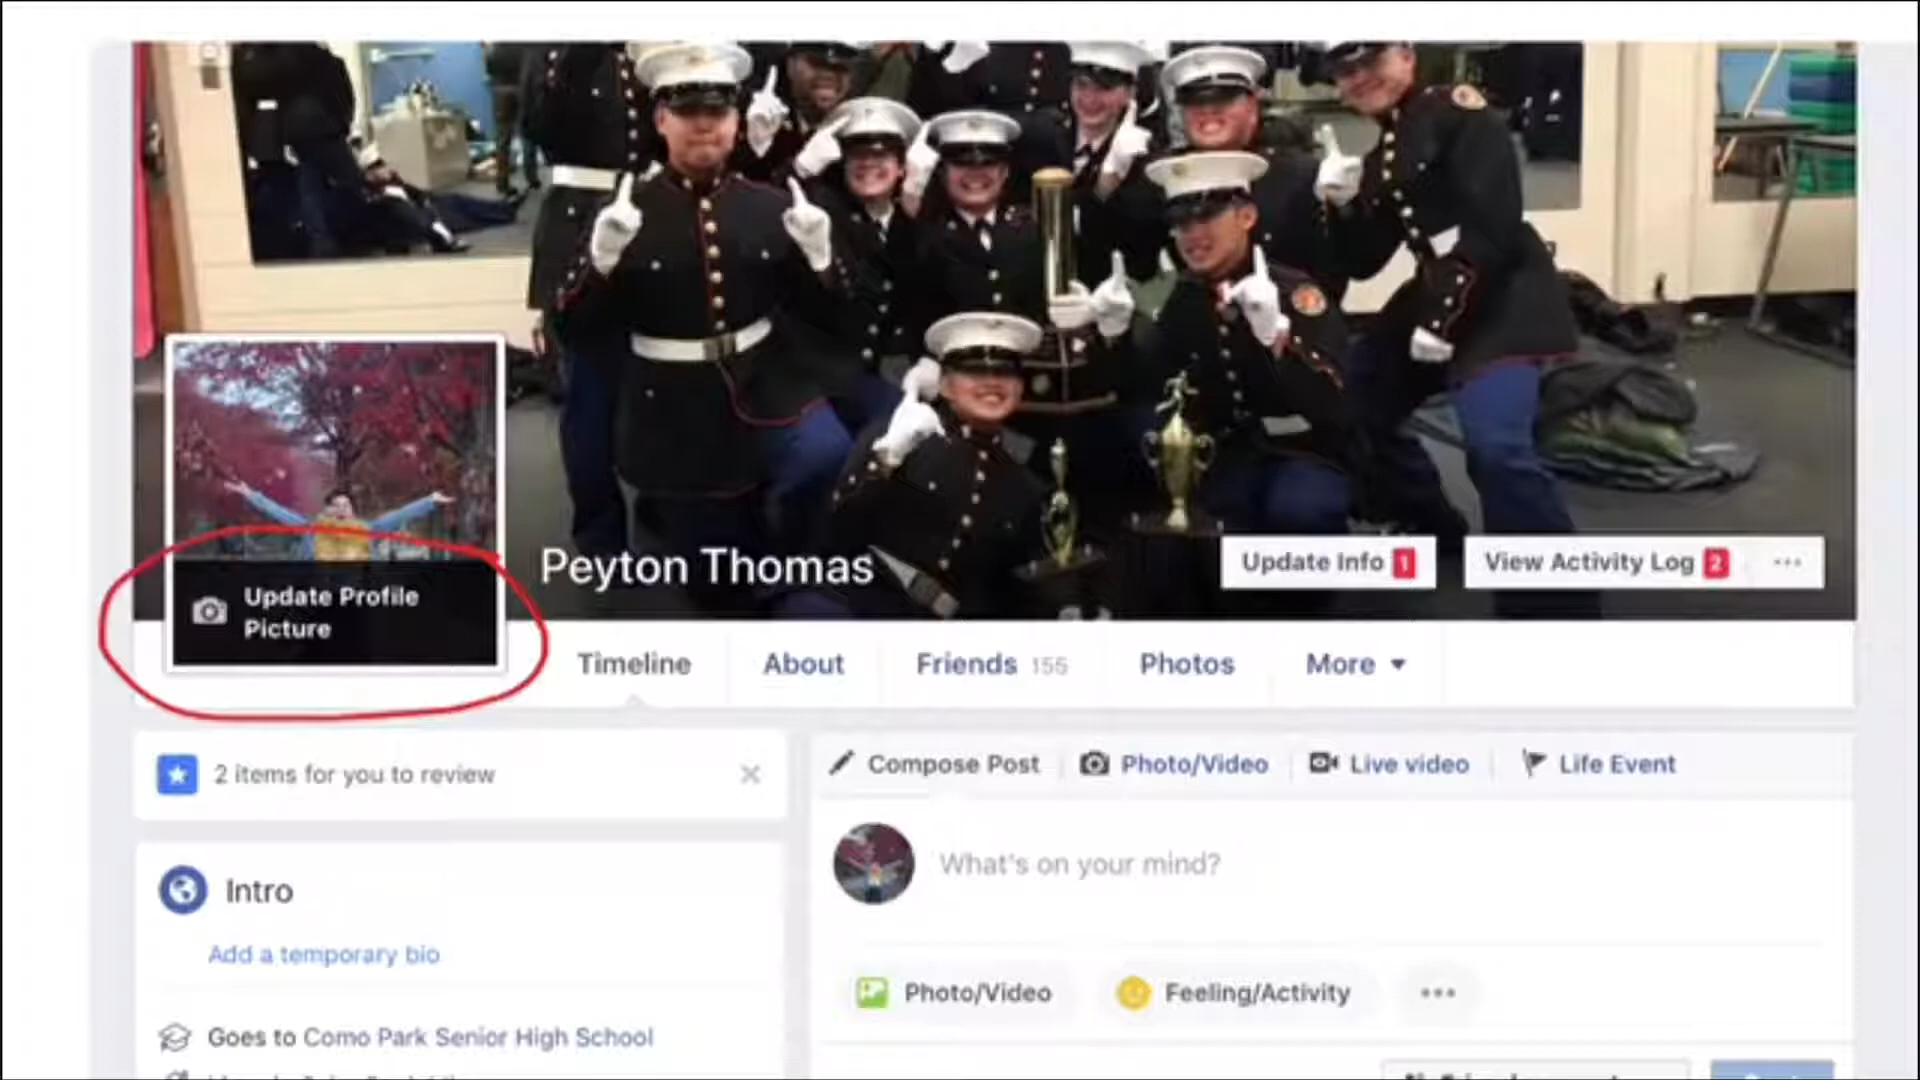 Peyton Thomas
Update Info 1
View Activity Log 2
Update Profile
Picture
Timeline
About
Friends 155
Photos
More
2 items for you to review
Compose Post
Photo/Video
Live video
Life Event
What's on your mind?
Intro
Add a temporary bio
Photo/Video
Feeling/Activity
Goes to Como Park Senior High School